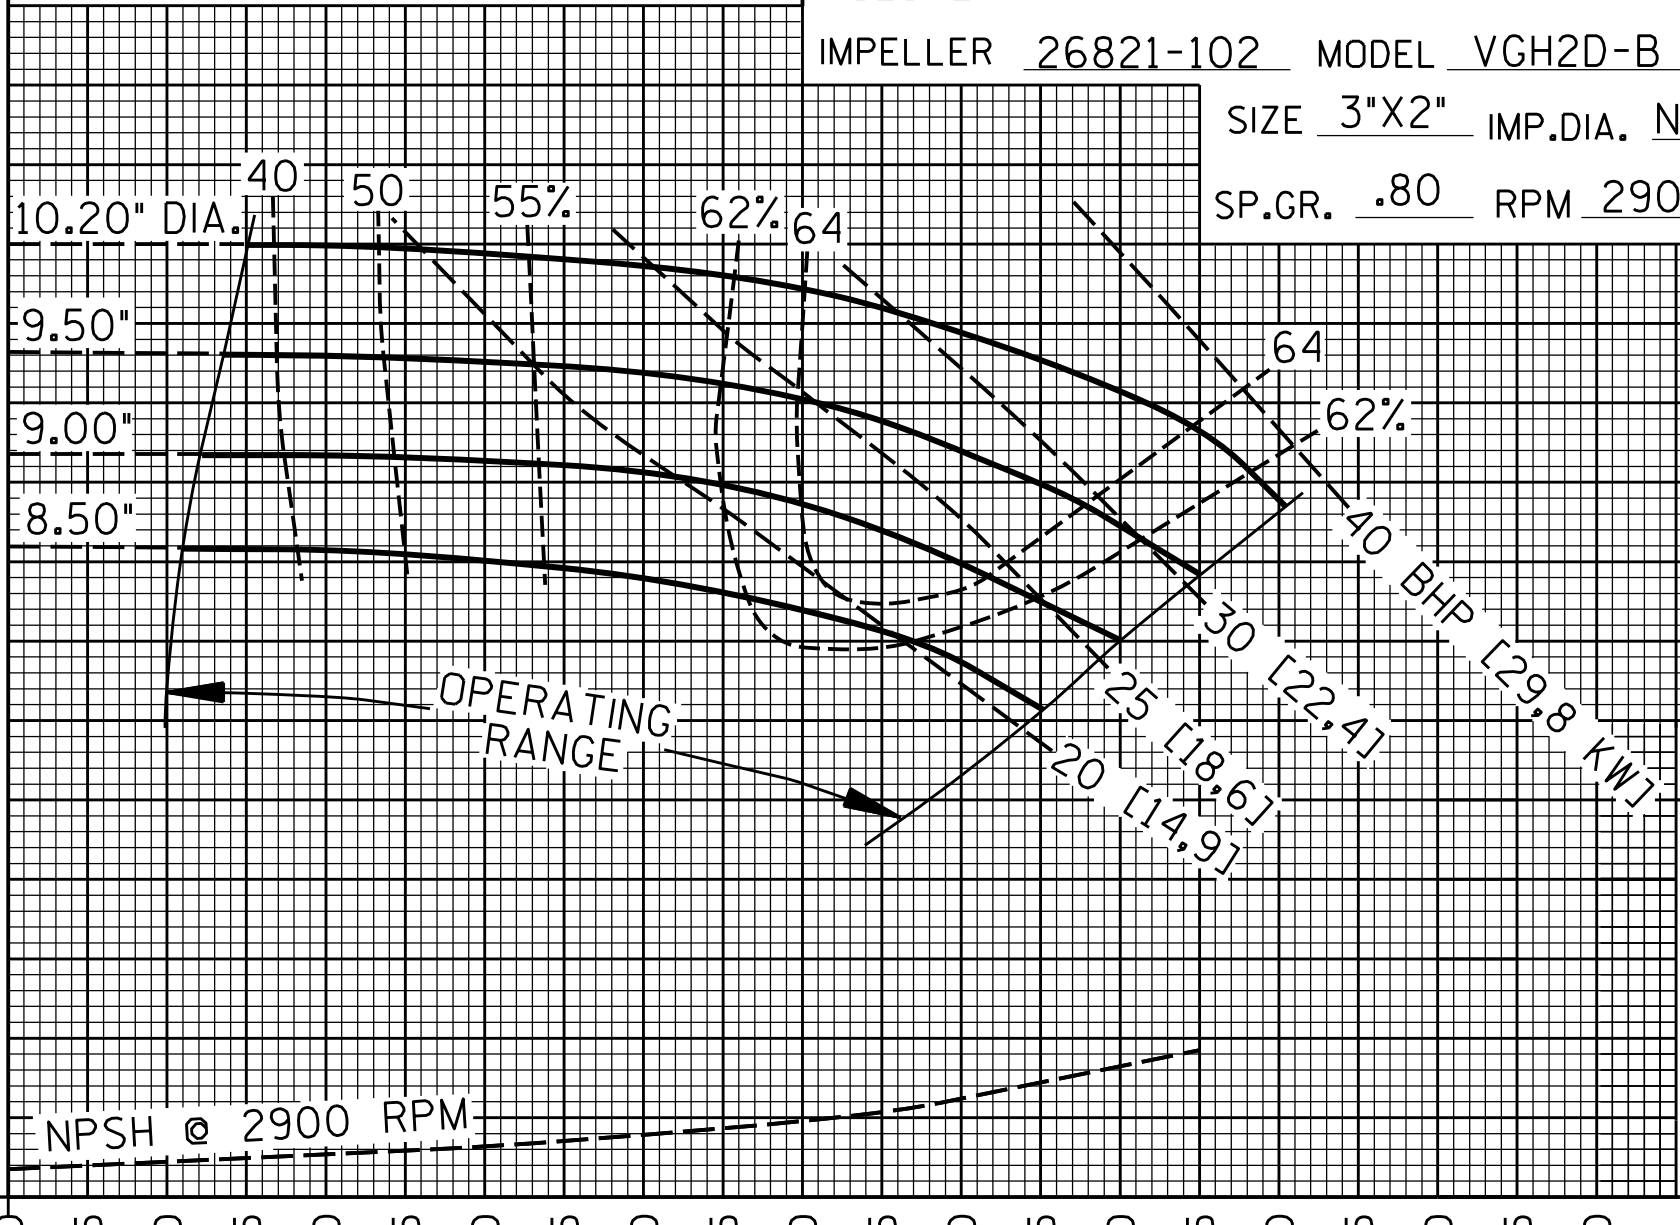 IMPELLER 26821-102 MODEL VGH2D-B
SIZE 3"X2" IMP.DIA. N
SP.GR. .80 RPM 290
40 50 55% 62% 64
10.20" DIA.
9.50"
9.00"
8.50"
64
62%
40 BHP [29,8 KW]
30 [22,4]
25 [18,6]
20 [14,9]
OPERATING
RANGE
NPSH @ 2900 RPM